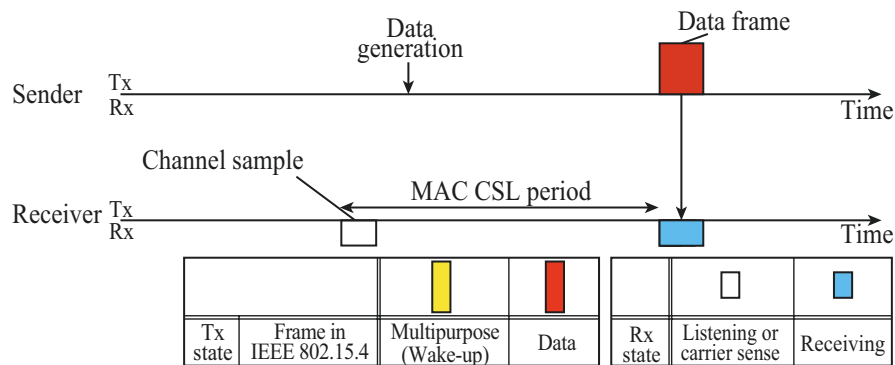 Data
generation
Data frame
Sender
Tx
Rx
Time
Channel sample
MAC CSL period
Receiver
Tx
Rx
Time
Tx
state
Frame in
IEEE 802.15.4
Multipurpose
(Wake-up)
Data
Rx
state
Listening or
carrier sense
Receiving